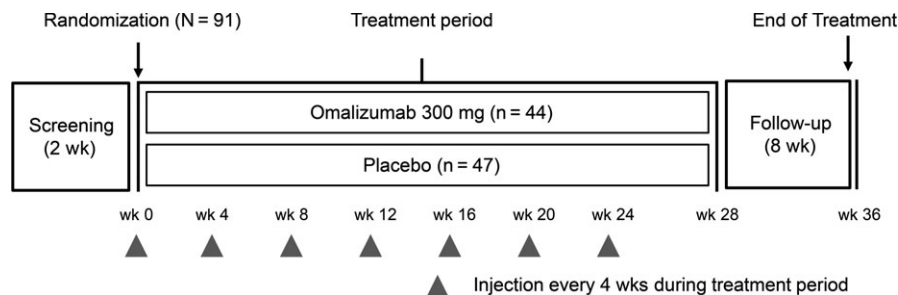 Randomization (N = 91)
Treatment period
End of Treatment
Screening
(2 wk)
Omalizumab 300 mg (n = 44)
Placebo (n = 47)
Follow-up
(8 wk)
wk 0 wk 4 wk 8 wk 12 wk 16 wk 20 wk 24 wk 28 wk 36
Injection every 4 wks during treatment period